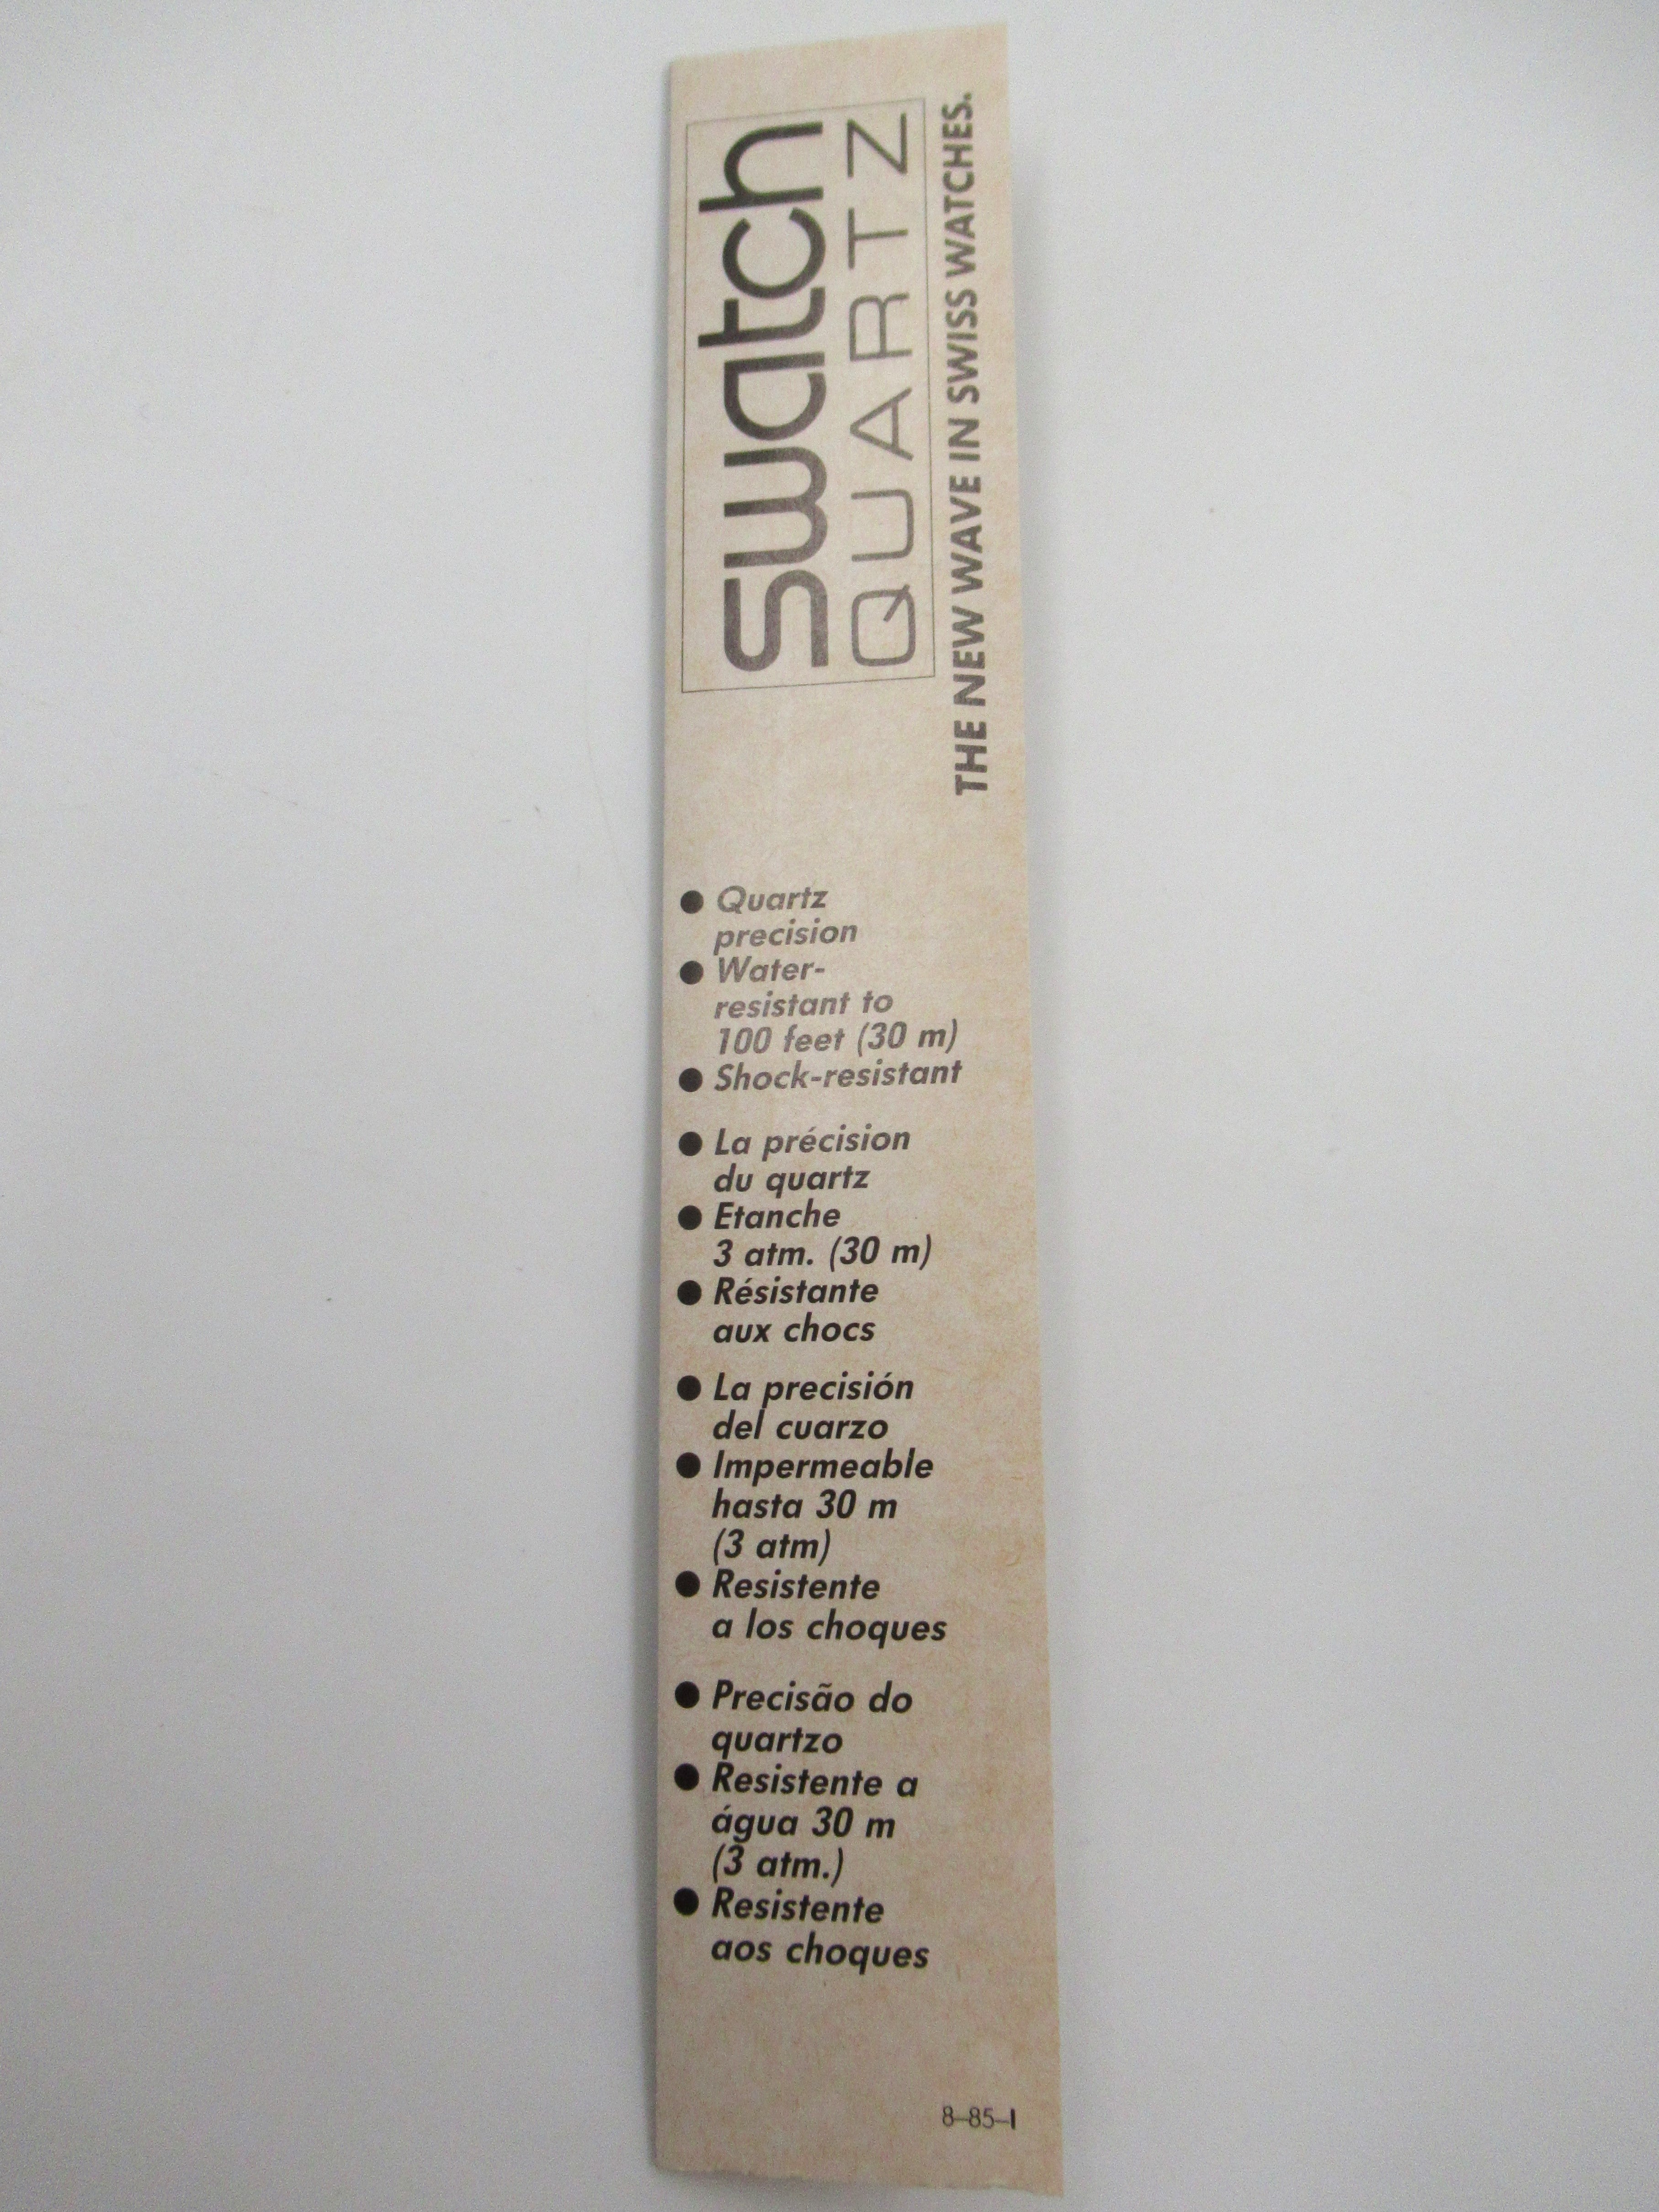 swatch
QUARTZ
THE NEW WAVE IN SWISS WATCHES.
● Quartz
precision
● Water-
resistant to
100 feet (30 m)
● Shock-resistant
● La précision
du quartz
● Etanche
3 atm. (30 m)
● Résistante
aux chocs
● La precisión
del cuarzo
● Impermeable
hasta 30 m
(3 atm)
● Resistente
a los choques
● Precisão do
quartzo
● Resistente a
água 30 m
(3 atm.)
● Resistente
aos choques
8–85–I